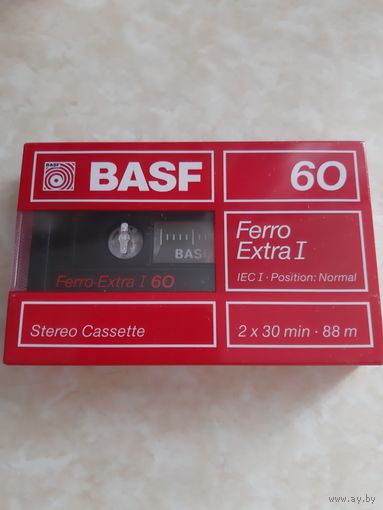 BASF
BASF
60
Ferro
Extra I
IEC I · Position: Normal
BASF
Ferro-Extra I 60
Stereo Cassette
2 x 30 min · 88 m
www.ay.by